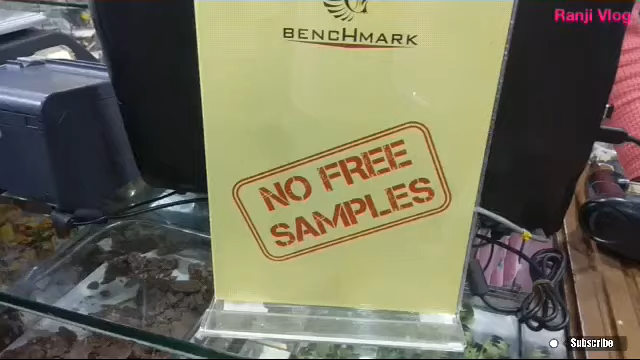 Ranji Vlog
BENCHMARK
NO FREE
SAMPLES
Subscribe